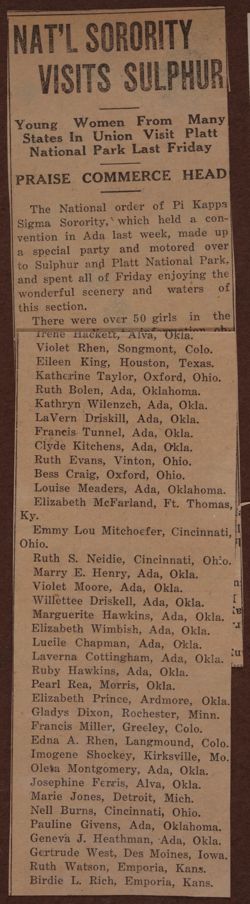 NAT'L SORORITY
VISITS SULPHUR
Young Women From Many
States In Union Visit Platt
National Park Last Friday
PRAISE COMMERCE HEAD
The National order of Pi Kappa
Sigma Sorority, which held a con-
vention in Ada last week, made up
a special party and motored over
to Sulphur and Platt National Park,
and spent all of Friday enjoying the
wonderful scenery and waters of
this section.
There were over 50 girls in the
Irene Hackett, Alva, Okla.
Violet Rhen, Songmont, Colo.
Eileen King, Houston, Texas.
Katherine Taylor, Oxford, Ohio.
Ruth Bolen, Ada, Oklahoma.
Kathryn Wilenzch, Ada, Okla.
LaVern Driskill, Ada, Okla.
Francis Tunnel, Ada, Okla.
Clyde Kitchens, Ada, Okla.
Ruth Evans, Vinton, Ohio.
Bess Craig, Oxford, Ohio.
Louise Meaders, Ada, Oklahoma.
Elizabeth McFarland, Ft. Thomas,
Ky.
Emmy Lou Mitchoefer, Cincinnati,
Ohio.
Ruth S. Neidie, Cincinnati, Ohio.
Marry E. Henry, Ada, Okla.
Violet Moore, Ada, Okla.
Willettee Driskell, Ada, Okla.
Marguerite Hawkins, Ada, Okla.
Elizabeth Wimbish, Ada, Okla.
Lucile Chapman, Ada, Okla.
Laverna Cottingham, Ada, Okla.
Ruby Hawkins, Ada, Okla.
Pearl Rea, Morris, Okla.
Elizabeth Prince, Ardmore, Okla.
Gladys Dixon, Rochester, Minn.
Francis Miller, Greeley, Colo.
Edna A. Rhen, Langmound, Colo.
Imogene Shockey, Kirksville, Mo.
Oleta Montgomery, Ada, Okla.
Josephine Ferris, Alva, Okla.
Marie Jones, Detroit, Mich.
Nell Burns, Cincinnati, Ohio.
Pauline Givens, Ada, Oklahoma.
Geneva J. Heathman, Ada, Okla.
Gertrude West, Des Moines, Iowa.
Ruth Watson, Emporia, Kans.
Birdie L. Rich, Emporia, Kans.